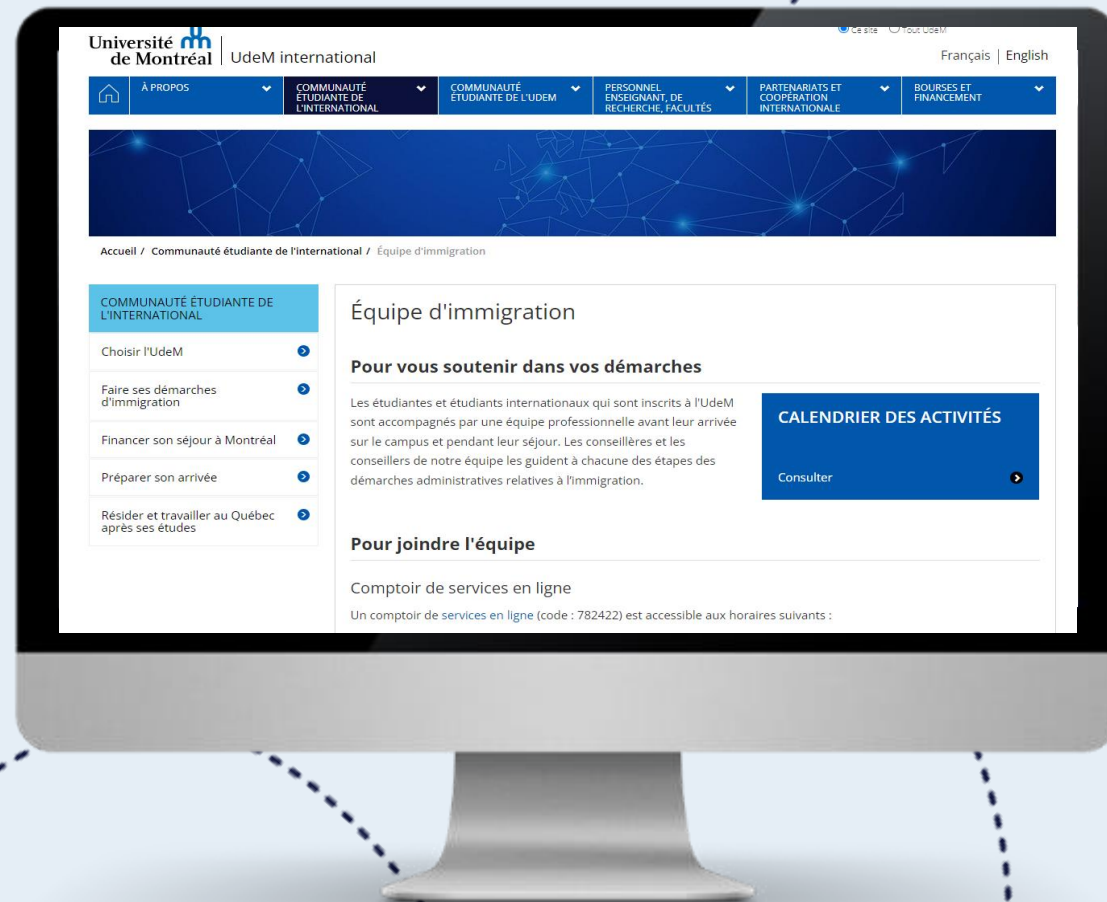 Ce site Tout UdeM
Université
de Montréal
UdeM international
Français | English
À PROPOS
COMMUNAUTÉ
ÉTUDIANTE DE
L'INTERNATIONAL
COMMUNAUTÉ
ÉTUDIANTE DE L'UDEM
PERSONNEL
ENSEIGNANT, DE
RECHERCHE, FACULTÉS
PARTENARIATS ET
COOPÉRATION
INTERNATIONALE
BOURSES ET
FINANCEMENT
Accueil / Communauté étudiante de l'international / Équipe d'immigration
COMMUNAUTÉ ÉTUDIANTE DE
L'INTERNATIONAL
Choisir l'UdeM
Faire ses démarches
d'immigration
Financer son séjour à Montréal
Préparer son arrivée
Résider et travailler au Québec
après ses études
Équipe d'immigration
Pour vous soutenir dans vos démarches
Les étudiantes et étudiants internationaux qui sont inscrits à l'UdeM
sont accompagnés par une équipe professionnelle avant leur arrivée
sur le campus et pendant leur séjour. Les conseillères et les
conseillers de notre équipe les guident à chacune des étapes des
démarches administratives relatives à l'immigration.
CALENDRIER DES ACTIVITÉS
Consulter
Pour joindre l'équipe
Comptoir de services en ligne
Un comptoir de services en ligne (code : 782422) est accessible aux horaires suivants :